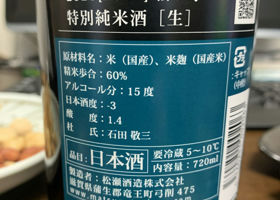 特別純米酒［生］
原材料名：米（国産）、米麹（国産米）
精米歩合：60%
アルコール分：15度
日本酒度：-3
酸度：1.4
杜氏：石田 敬三
品目：日本酒
要冷蔵5～10℃
内容量：720ml
製造者：松瀬酒造株式会社
滋賀県蒲生郡竜王町弓削475